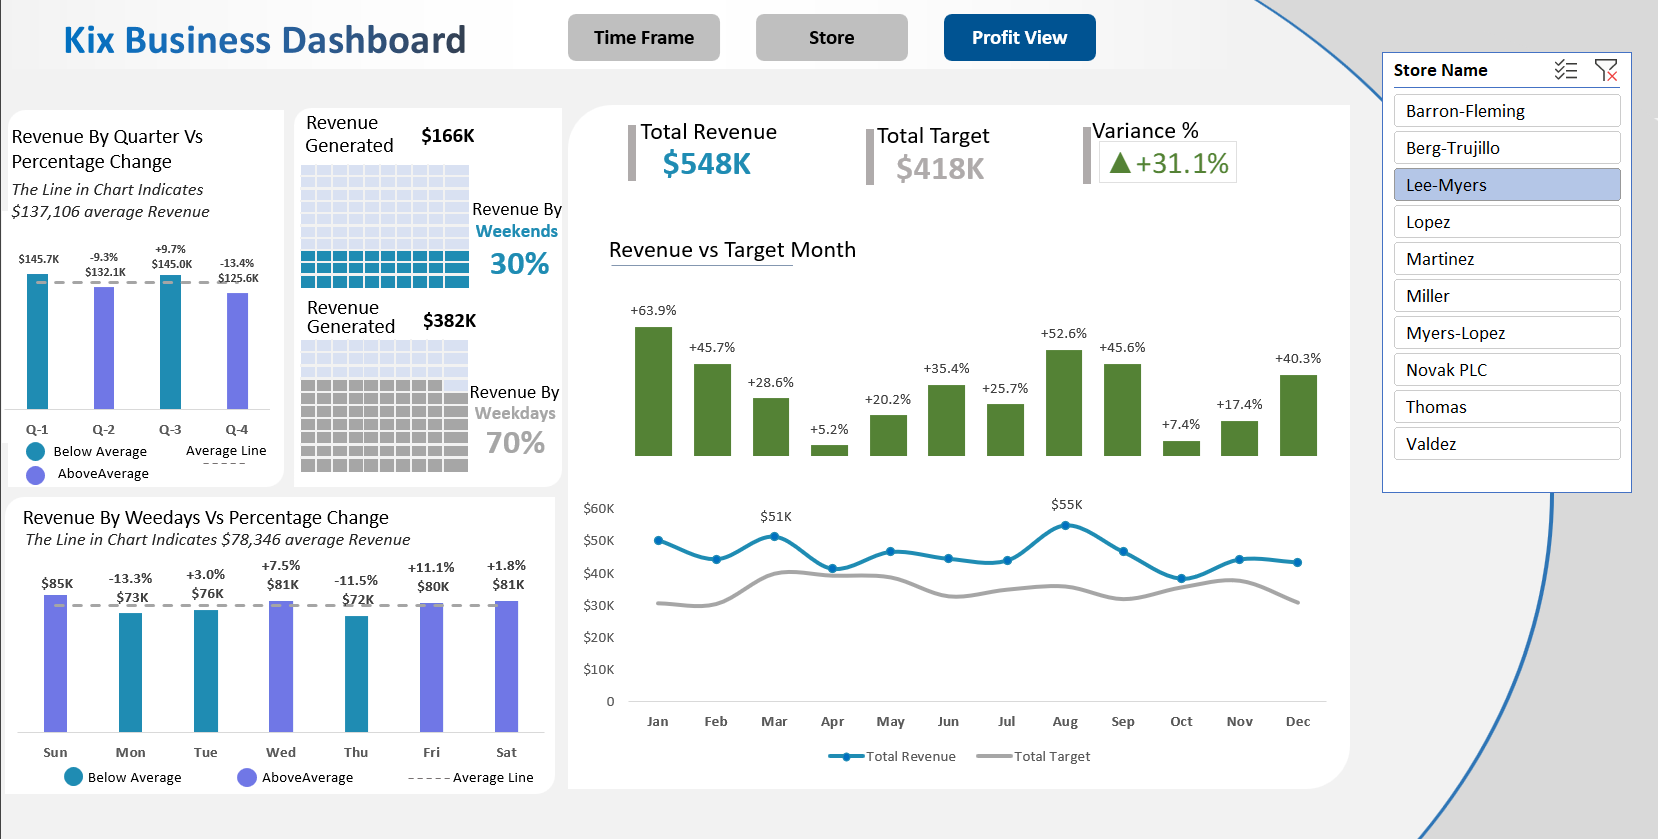 Kix Business Dashboard
Time Frame
Store
Profit View
Store Name
Barron-Fleming
Berg-Trujillo
Lee-Myers
Lopez
Martinez
Miller
Myers-Lopez
Novak PLC
Thomas
Valdez
Revenue By Quarter Vs
Percentage Change
The Line in Chart Indicates
$137,106 average Revenue
$145.7K
-9.3%
$132.1K
+9.7%
$145.0K
-13.4%
$125.6K
Q-1 Q-2 Q-3 Q-4
Below Average
Average Line
AboveAverage
Revenue
Generated
$166K
Revenue By
Weekends
30%
Revenue
Generated
$382K
Revenue By
Weekdays
70%
Total Revenue
$548K
Total Target
$418K
Variance %
▲+31.1%
Revenue vs Target Month
+63.9%
+45.7%
+28.6%
+5.2%
+20.2%
+35.4%
+25.7%
+52.6%
+45.6%
+7.4%
+17.4%
+40.3%
$60K
$50K
$40K
$30K
$20K
$10K
0
$51K
$55K
Jan Feb Mar Apr May Jun Jul Aug Sep Oct Nov Dec
Total Revenue
Total Target
Revenue By Weedays Vs Percentage Change
The Line in Chart Indicates $78,346 average Revenue
$85K
-13.3%
$73K
+3.0%
$76K
+7.5%
$81K
-11.5%
$72K
+11.1%
$80K
+1.8%
$81K
Sun Mon Tue Wed Thu Fri Sat
Below Average
AboveAverage
Average Line